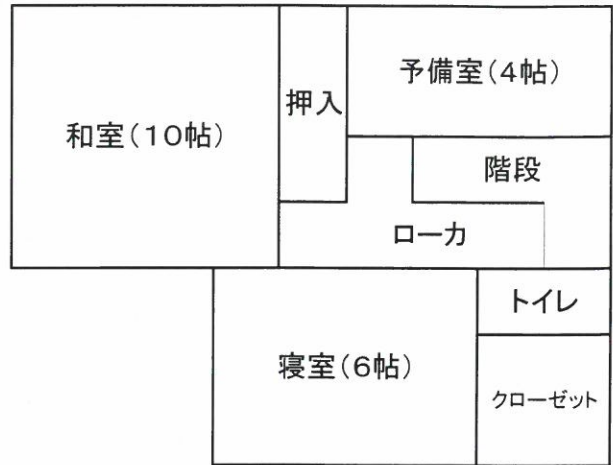 和室(10帖)
押入
予備室(4帖)
階段
ローカ
寝室(6帖)
トイレ
クローゼット